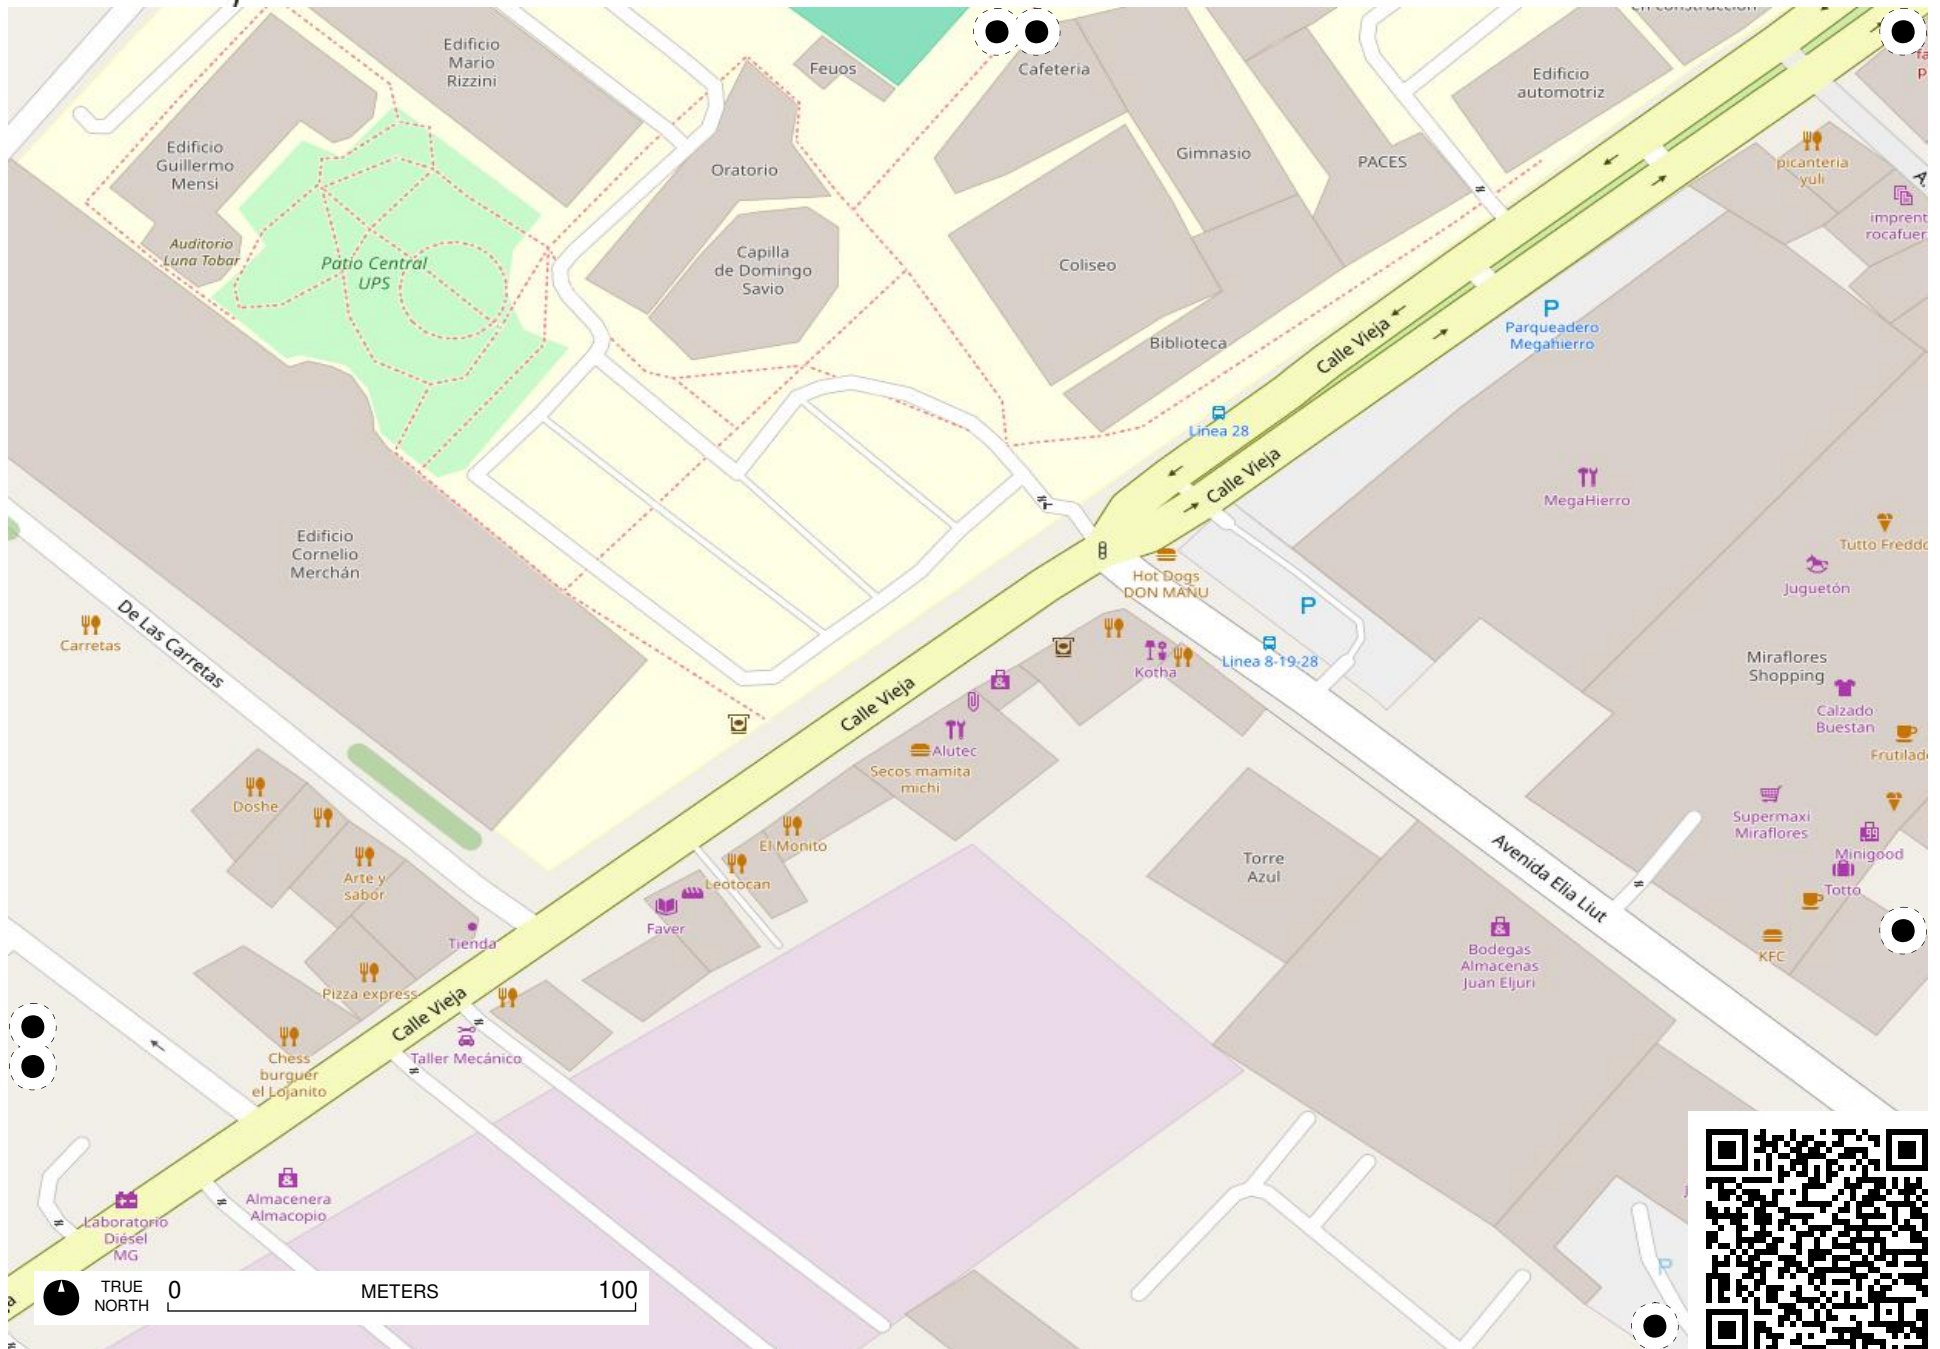 Edificio
Mario
Rizzini
Feuos
Cafeteria
en construcción
Edificio
automotriz
Edificio
Guillermo
Mensi
Oratorio
Gimnasio
PACES
picanteria
yuli
imprent
rocafuer
Auditorio
Luna Tobar
Patio Central
UPS
Capilla
de Domingo
Savio
Coliseo
Biblioteca
Calle Vieja
P
Parqueadero
Megahierro
Linea 28
Calle Vieja
MegaHierro
Tutto Freddo
Juguetón
Edificio
Cornelio
Merchán
Hot Dogs
DON MAÑU
P
De Las Carretas
Carretas
Kotha
Linea 8-19-28
Miraflores
Shopping
Calle Vieja
Calzado
Buestan
Alutec
Secos mamita
michi
Frutilad
Doshe
El Monito
Supermaxi
Miraflores
Minigood
Torre
Azul
Avenida Elia Liut
Arte y
sabor
Leotocan
Totto
Faver
Tienda
Bodegas
Almacenas
Juan Eljuri
KFC
Pizza express
Calle Vieja
Chess
burguer
el Lojanito
Taller Mecánico
Almacenera
Almacopio
Laboratorio
Diésel
MG
P
TRUE
NORTH
0 METERS 100